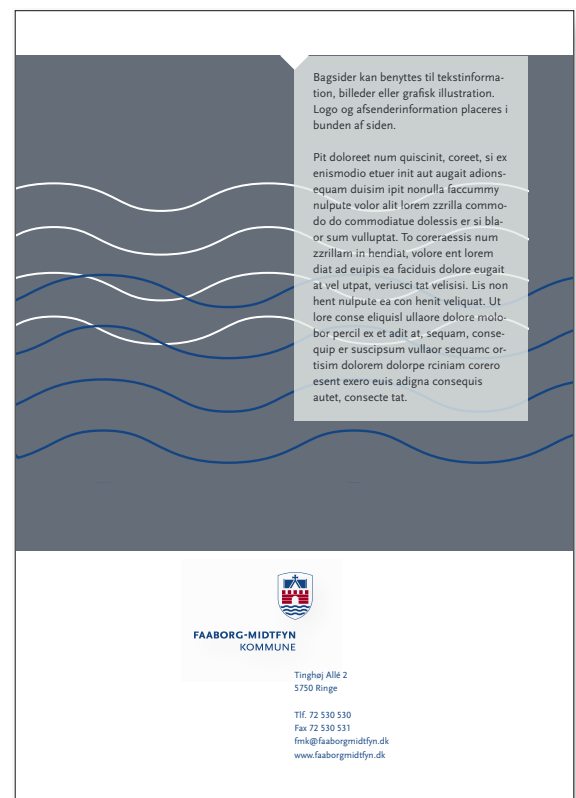 Bagsider kan benyttes til tekstinforma-
tion, billeder eller grafisk illustration.
Logo og afsenderinformation placeres i
bunden af siden.
Pit doloreet num quiscinit, coreet, si ex
enismodio etuer init aut augait adions-
equam duisim ipit nonulla faccummy
nulpute volor alit lorem zzrilla commo-
do do commodiatue dolessis er si bla-
or sum vulluptat. To coreraessis num
zzrillam in hendiat, volore ent lorem
diat ad euipis ea faciduis dolore eugait
at vel utpat, veriusci tat velisisi. Lis non
hent nulpute ea con henit veliquat. Ut
lore conse eliquisl ullaore dolore molo-
bor percil ex et adit at, sequam, conse-
quip er suscipsum vullaor sequamc or-
tisim dolorem dolorpe rciniam corero
esent exero euis adigna consequis
autet, consecte tat.
FAABORG-MIDTFYN
KOMMUNE
Tinghøj Allé 2
5750 Ringe
Tlf. 72 530 530
Fax 72 530 531
fmk@faaborgmidtfyn.dk
www.faaborgmidtfyn.dk